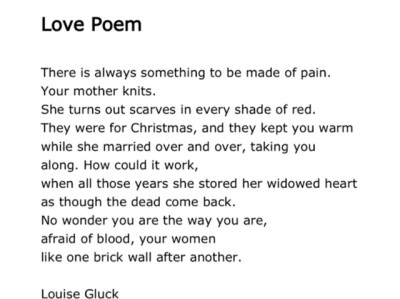 Love Poem
There is always something to be made of pain.
Your mother knits.
She turns out scarves in every shade of red.
They were for Christmas, and they kept you warm
while she married over and over, taking you
along. How could it work,
when all those years she stored her widowed heart
as though the dead come back.
No wonder you are the way you are,
afraid of blood, your women
like one brick wall after another.
Louise Gluck